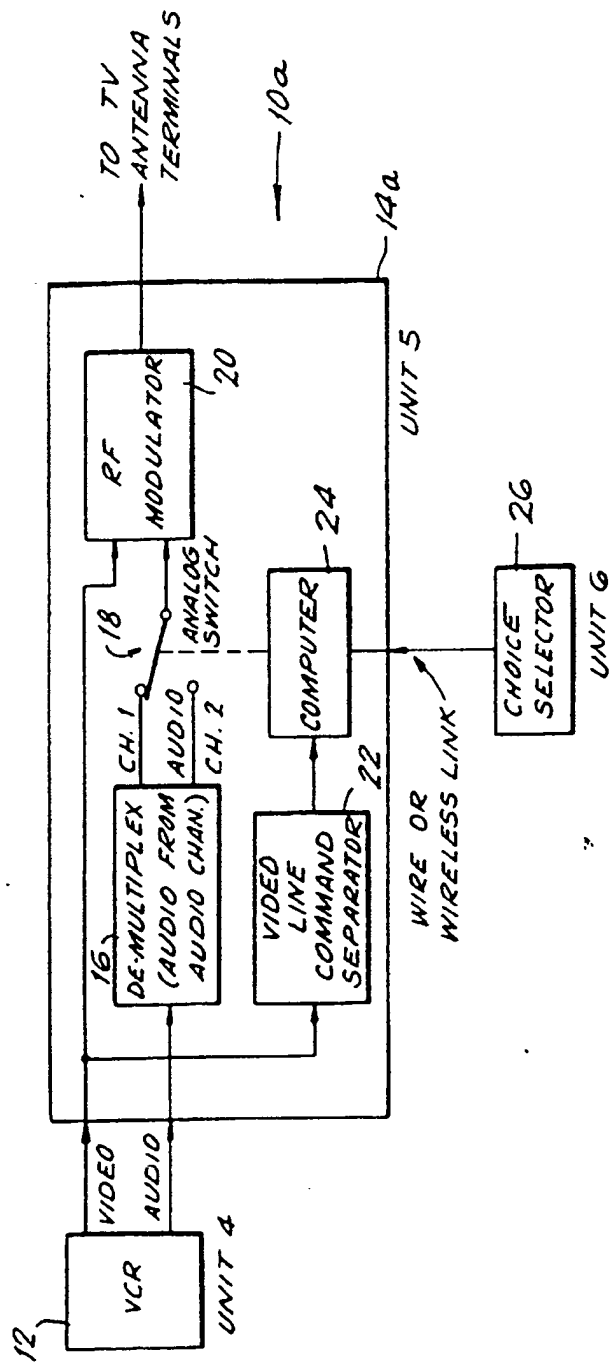 12
VCR
UNIT 4
VIDEO
AUDIO
16
DE-MULTIPLEX
(AUDIO FROM
AUDIO CHAN.)
CH. 1
AUDIO
CH. 2
18
ANALOG
SWITCH
RF
MODULATOR
20
TO TV
ANTENNA
TERMINALS
10a
14a
UNIT 5
VIDEO
LINE
COMMAND
SEPARATOR
22
COMPUTER
24
WIRE OR
WIRELESS LINK
CHOICE
SELECTOR
26
UNIT 6